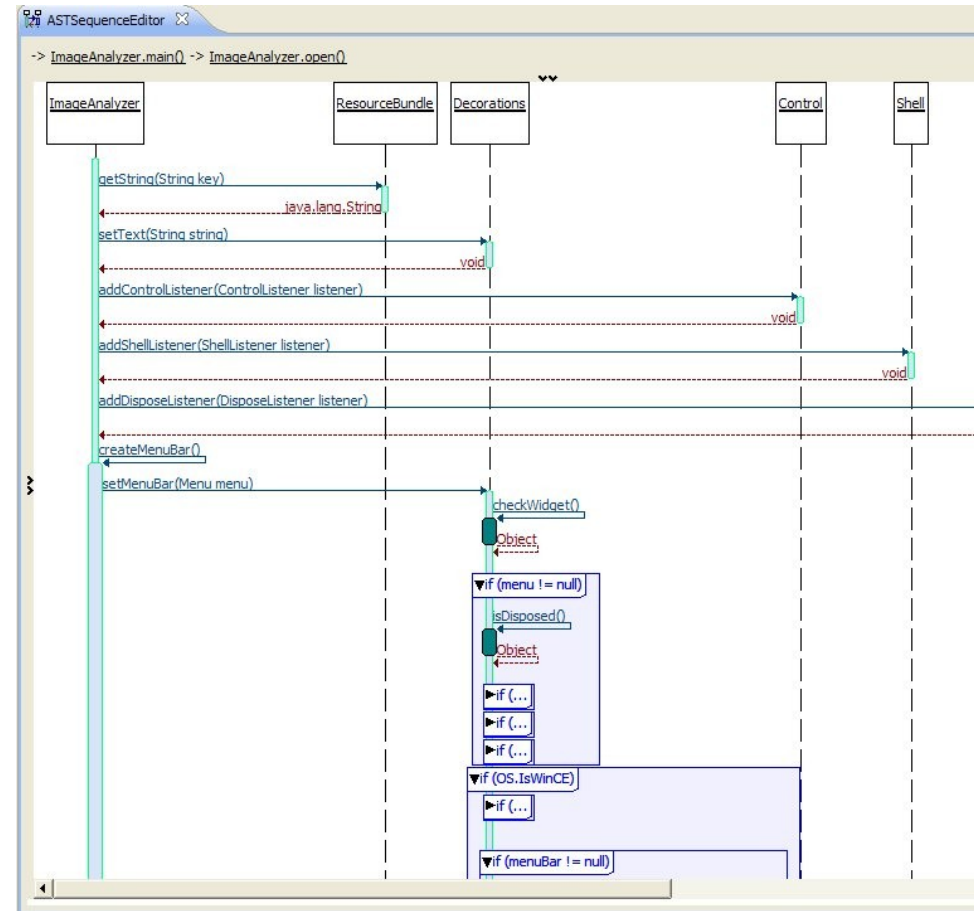 ASTSequenceEditor
-> ImageAnalyzer.main() -> ImageAnalyzer.open()
ImageAnalyzer ResourceBundle Decorations Control Shell
getString(String key)
java.lang.String
setText(String string)
void
addControlListener(ControlListener listener)
void
addShellListener(ShellListener listener)
void
addDisposeListener(DisposeListener listener)
createMenuBar()
setMenuBar(Menu menu)
checkWidget()
Object
if (menu != null)
isDisposed()
Object
if (...
if (...
if (...
if (OS.IsWinCE)
if (...
if (menuBar != null)